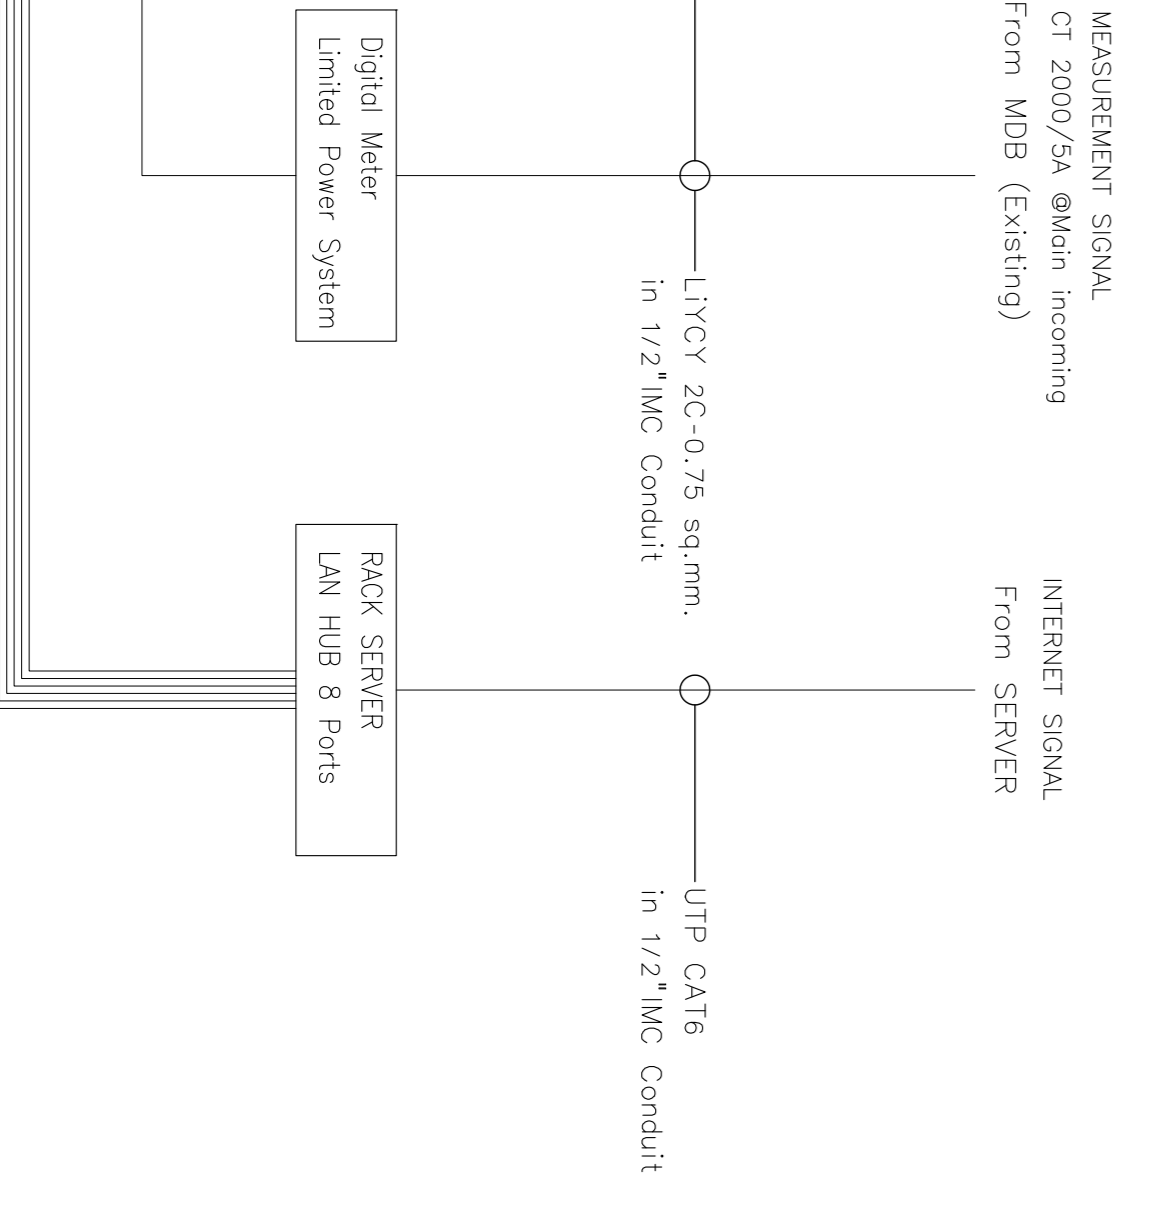 MEASUREMENT SIGNAL
CT 2000/5A @Main incoming
From MDB (Existing)
INTERNET SIGNAL
From SERVER
LiYCY 2C-0.75 sq.mm.
in 1/2"IMC Conduit
UTP CAT6
in 1/2"IMC Conduit
Digital Meter
Limited Power System
RACK SERVER
LAN HUB 8 Ports